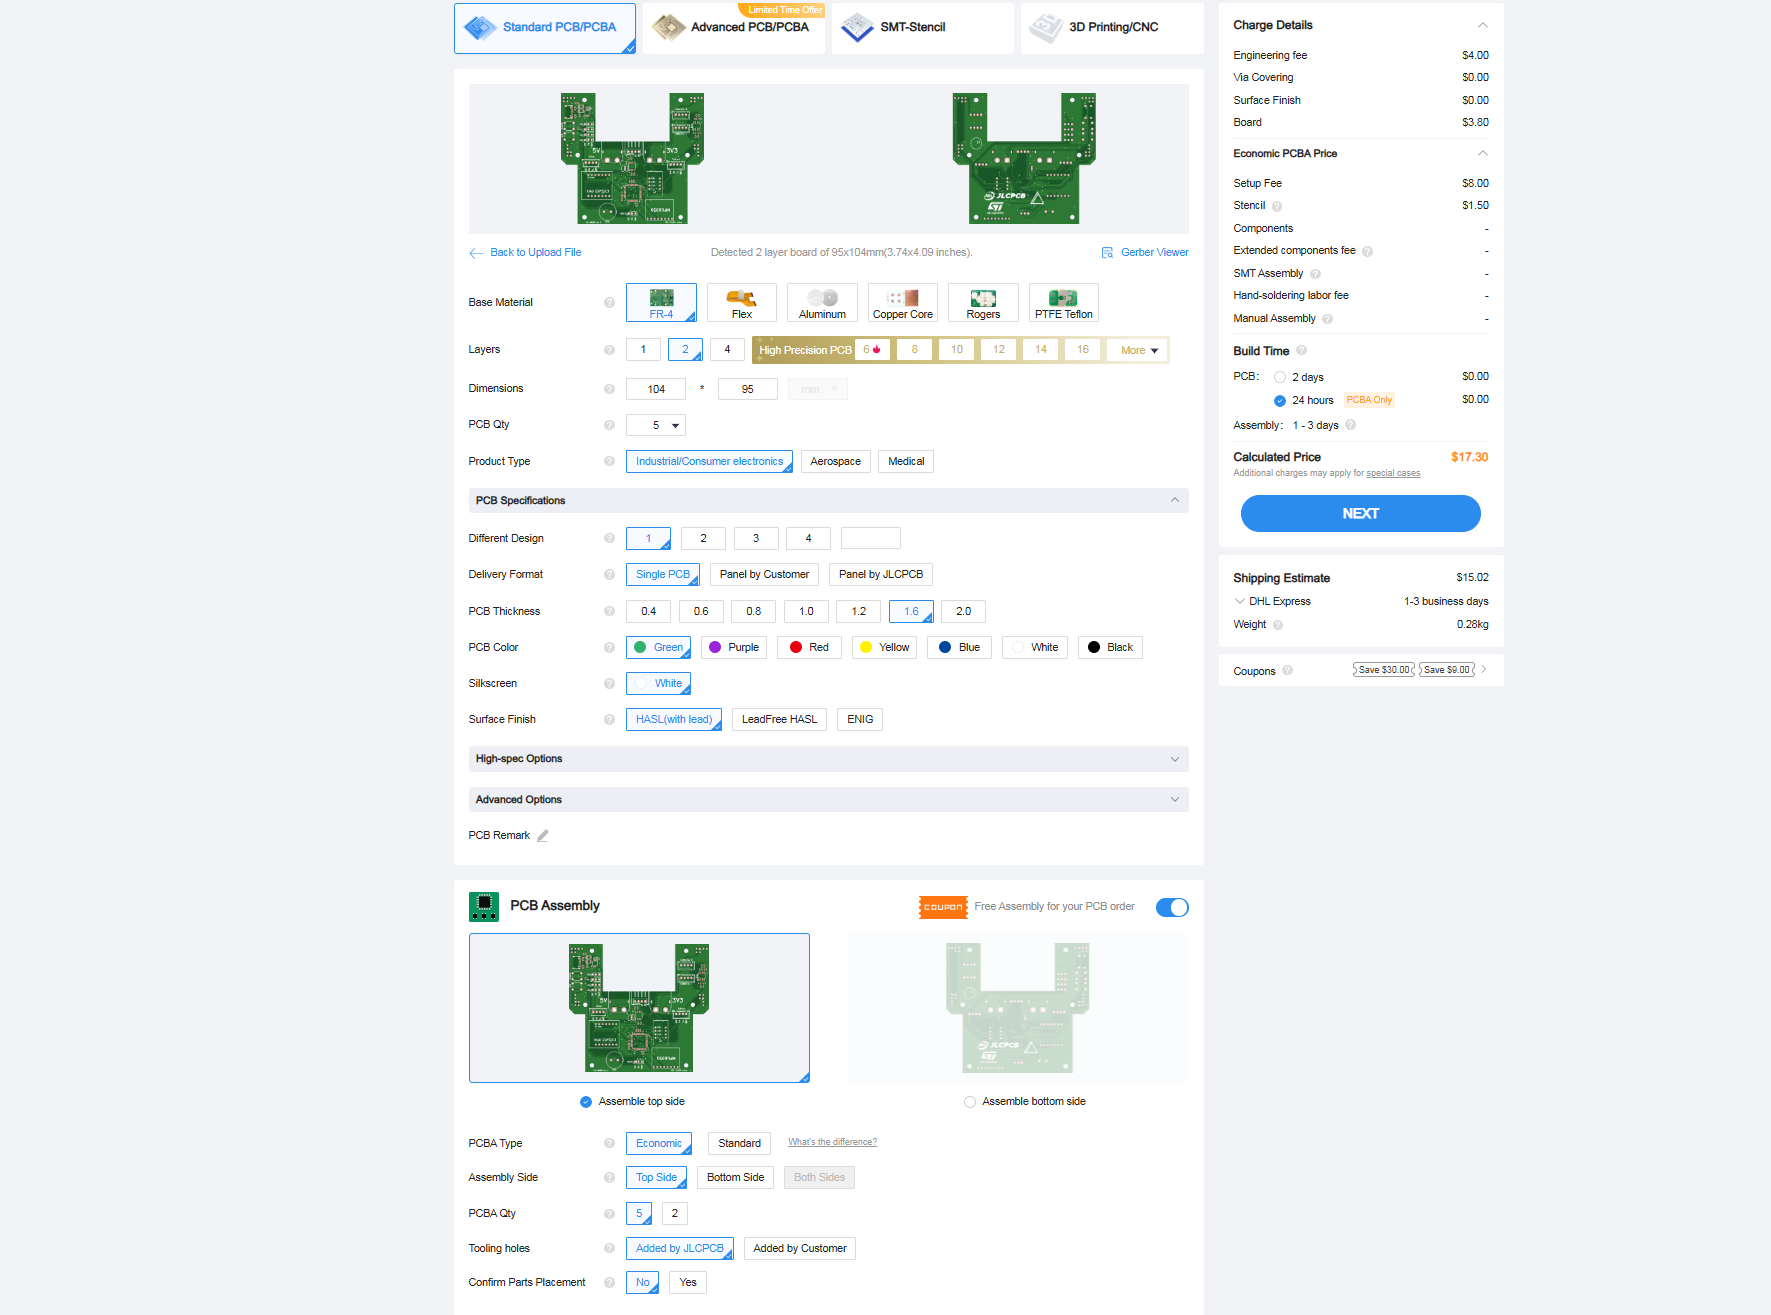 Standard PCB/PCBA
Limited Time Offer
Advanced PCB/PCBA
SMT-Stencil
3D Printing/CNC
5V
3V3
JLCPCB
Back to Upload File
Detected 2 layer board of 95x104mm(3.74x4.09 inches).
Gerber Viewer
Base Material
FR-4
Flex
Aluminum
Copper Core
Rogers
PTFE Teflon
Layers
1
2
4
High Precision PCB
6
8
10
12
14
16
More
Dimensions
104
*
95
mm
PCB Qty
5
Product Type
Industrial/Consumer electronics
Aerospace
Medical
PCB Specifications
Different Design
1
2
3
4
Delivery Format
Single PCB
Panel by Customer
Panel by JLCPCB
PCB Thickness
0.4
0.6
0.8
1.0
1.2
1.6
2.0
PCB Color
Green
Purple
Red
Yellow
Blue
White
Black
Silkscreen
White
Surface Finish
HASL(with lead)
LeadFree HASL
ENIG
High-spec Options
Advanced Options
PCB Remark
PCB Assembly
COUPON
Free Assembly for your PCB order
5V
3V3
JLCPCB
Assemble top side
Assemble bottom side
PCBA Type
Economic
Standard
What's the difference?
Assembly Side
Top Side
Bottom Side
Both Sides
PCBA Qty
5
2
Tooling holes
Added by JLCPCB
Added by Customer
Confirm Parts Placement
No
Yes
Charge Details
Engineering fee $4.00
Via Covering $0.00
Surface Finish $0.00
Board $3.80
Economic PCBA Price
Setup Fee $8.00
Stencil $1.50
Components -
Extended components fee -
SMT Assembly -
Hand-soldering labor fee -
Manual Assembly -
Build Time
PCB: 2 days $0.00
24 hours PCBA Only $0.00
Assembly: 1 - 3 days
Calculated Price $17.30
Additional charges may apply for special cases
NEXT
Shipping Estimate $15.02
DHL Express 1-3 business days
Weight 0.28kg
Coupons Save $30.00 Save $9.00